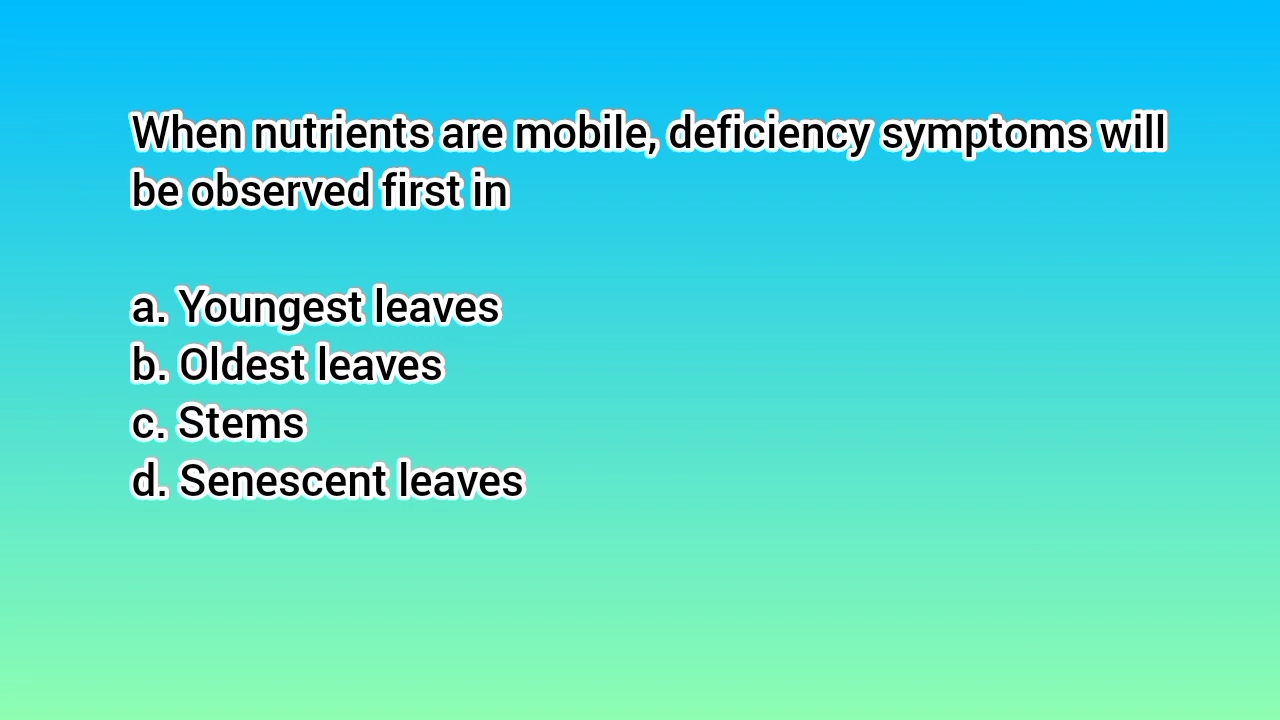 When nutrients are mobile, deficiency symptoms will
be observed first in
a. Youngest leaves
b. Oldest leaves
c. Stems
d. Senescent leaves